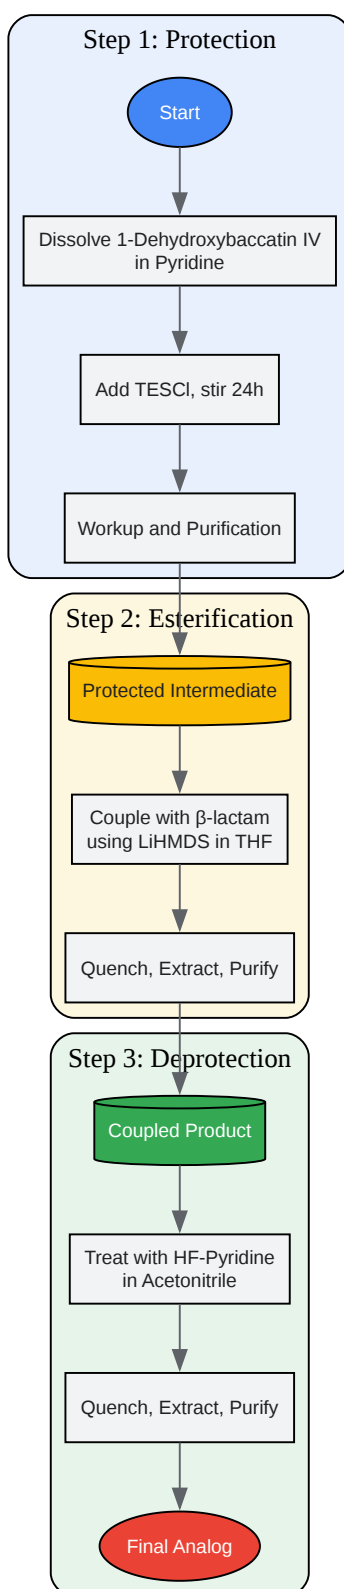 Step 1: Protection
Start
Dissolve 1-Dehydroxybaccatin IV
in Pyridine
Add TESCl, stir 24h
Workup and Purification
Step 2: Esterification
Protected Intermediate
Couple with β-lactam
using LiHMDS in THF
Quench, Extract, Purify
Step 3: Deprotection
Coupled Product
Treat with HF-Pyridine
in Acetonitrile
Quench, Extract, Purify
Final Analog